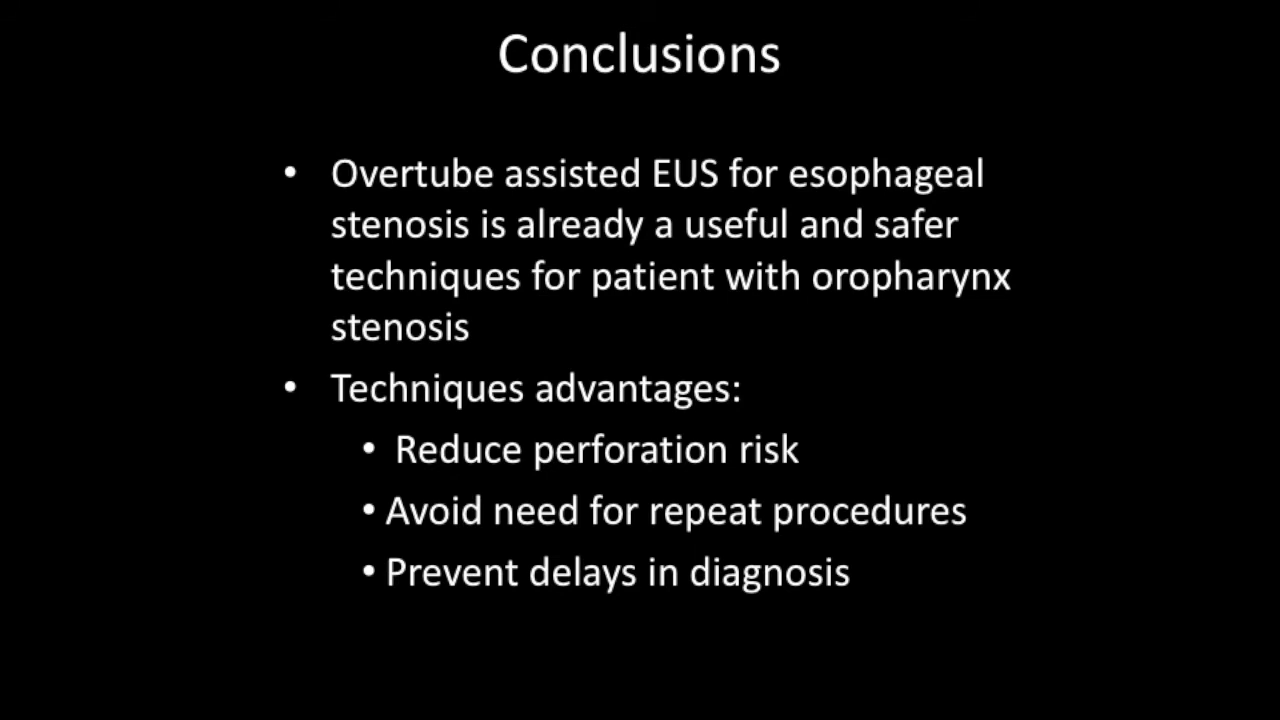 Conclusions
• Overtube assisted EUS for esophageal
stenosis is already a useful and safer
techniques for patient with oropharynx
stenosis
• Techniques advantages:
• Reduce perforation risk
• Avoid need for repeat procedures
• Prevent delays in diagnosis